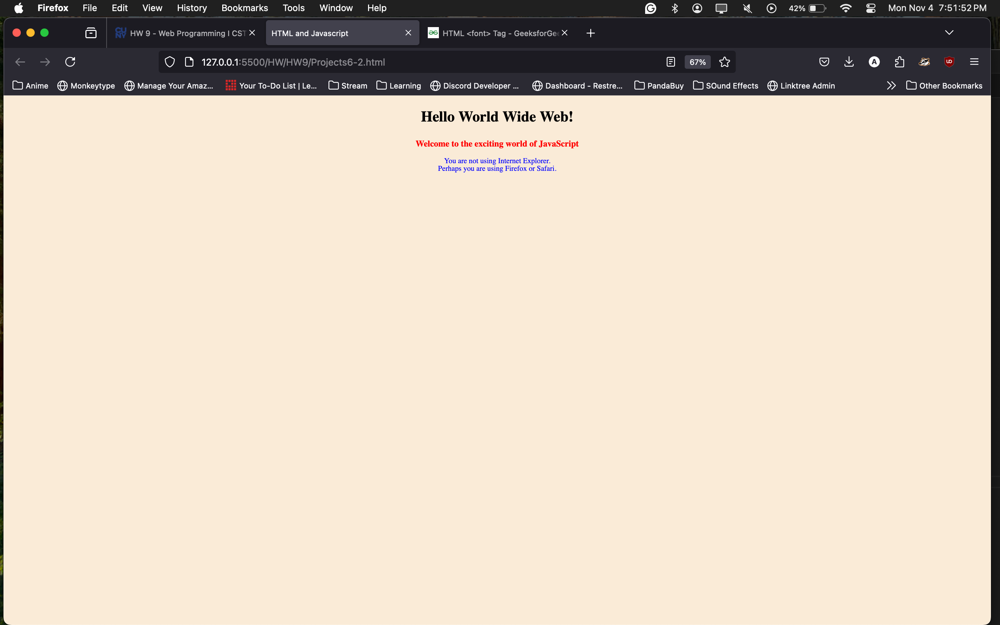 Firefox File Edit View History Bookmarks Tools Window Help 42% Mon Nov 4 7:51:52 PM
HW 9 - Web Programming I CST HTML and Javascript HTML <font> Tag - GeeksforGee
127.0.0.1:5500/HW/HW9/Projects6-2.html 67%
Anime Monkeytype Manage Your Amaz... Your To-Do List | Le... Stream Learning Discord Developer ... Dashboard - Restre... PandaBuy SOund Effects Linktree Admin Other Bookmarks
Hello World Wide Web!
Welcome to the exciting world of JavaScript
You are not using Internet Explorer.
Perhaps you are using Firefox or Safari.